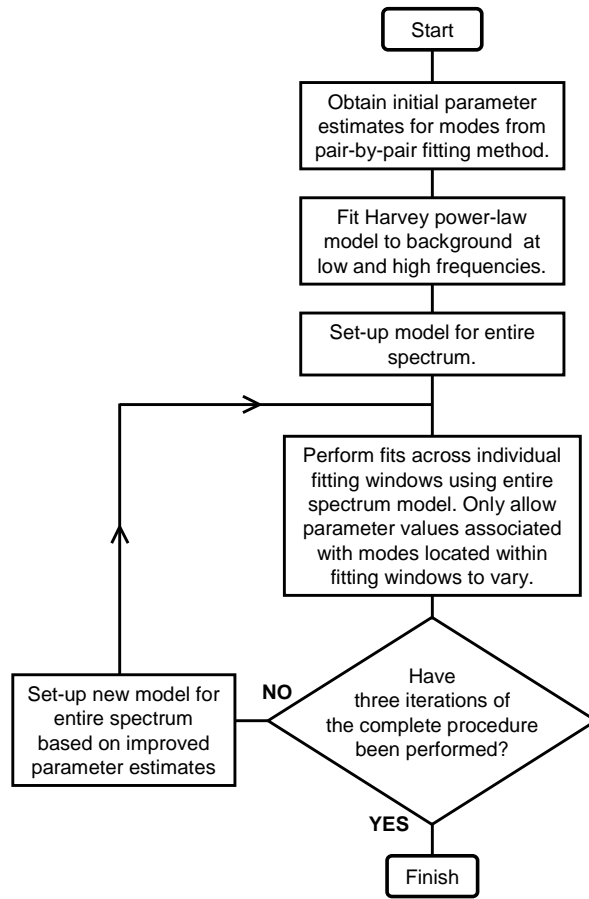 Start
Obtain initial parameter
estimates for modes from
pair-by-pair fitting method.
Fit Harvey power-law
model to background at
low and high frequencies.
Set-up model for entire
spectrum.
Perform fits across individual
fitting windows using entire
spectrum model. Only allow
parameter values associated
with modes located within
fitting windows to vary.
Have
three iterations of
the complete procedure
been performed?
NO
Set-up new model for
entire spectrum
based on improved
parameter estimates
YES
Finish